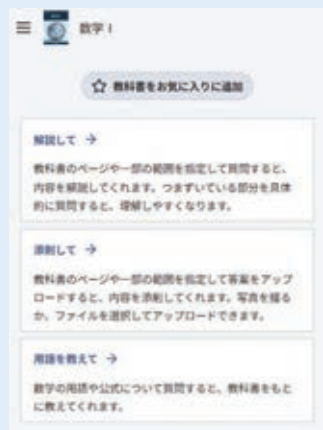 数学 I
教科書をお気に入りに追加
解説して →
教科書のページや一部の範囲を指定して質問すると、
内容を解説してくれます。つまずいている部分を具体
的に質問すると、理解しやすくなります。
添削して →
教科書のページや一部の範囲を指定して答案をアップ
ロードすると、内容を添削してくれます。写真を撮る
か、ファイルを選択してアップロードできます。
用語を教えて →
数学の用語や公式について質問すると、教科書をもと
に教えてくれます。